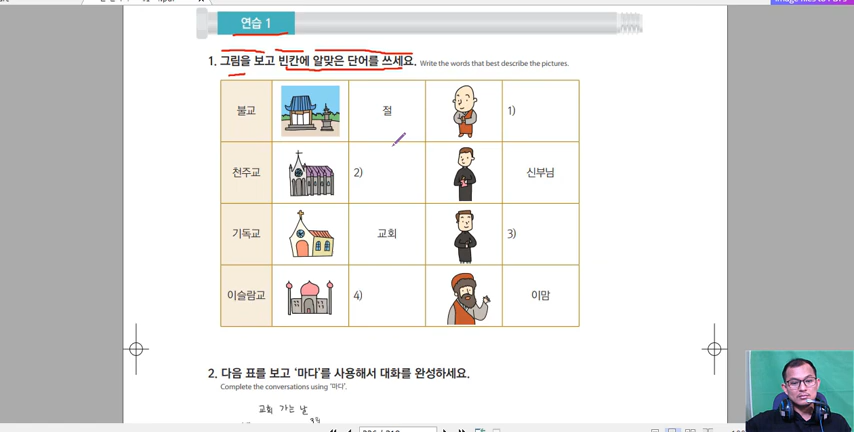 연습 1
1. 그림을 보고 빈칸에 알맞은 단어를 쓰세요. Write the words that best describe the pictures.
불교 절 1)
천주교 2) 신부님
기독교 교회 3)
이슬람교 4) 이맘
2. 다음 표를 보고 '마다'를 사용해서 대화를 완성하세요.
Complete the conversations using '마다'.
교회 가는 날